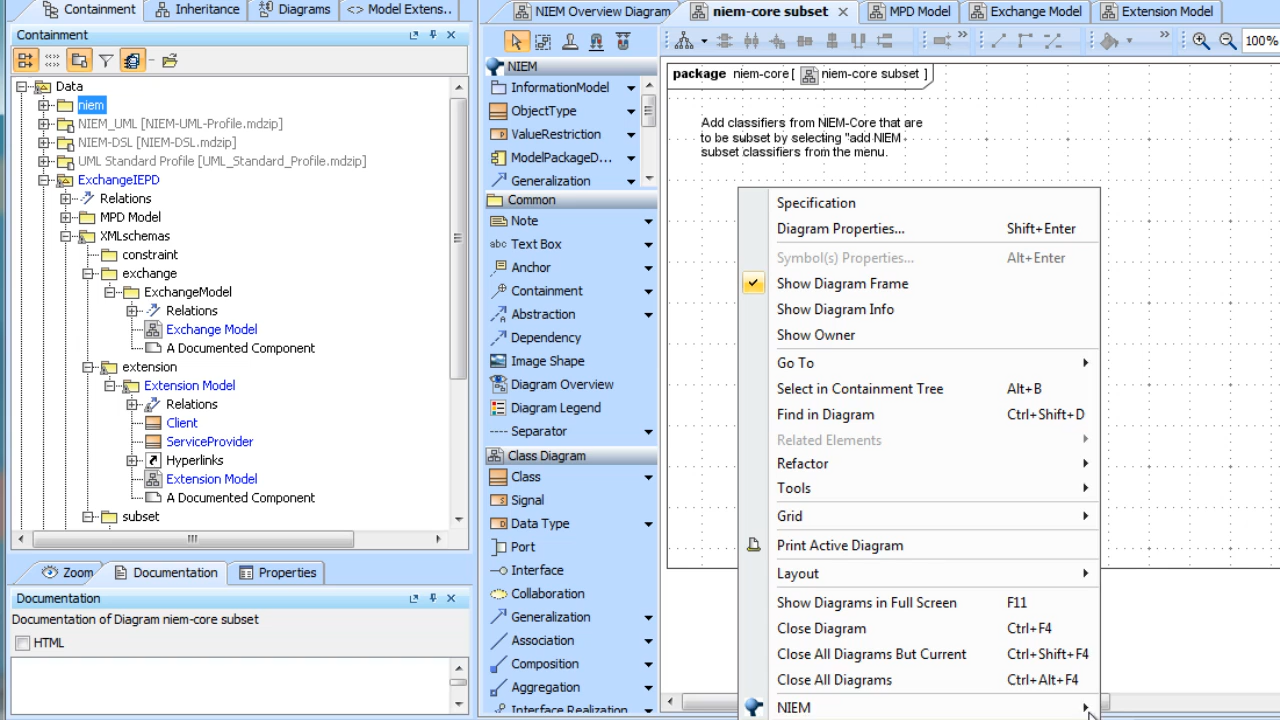 Containment
Inheritance
Diagrams
<> Model Extens..
Containment
Data
niem
NIEM_UML [NIEM-UML-Profile.mdzip]
NIEM-DSL [NIEM-DSL.mdzip]
UML Standard Profile [UML_Standard_Profile.mdzip]
ExchangeIEPD
Relations
MPD Model
XMLschemas
constraint
exchange
ExchangeModel
Relations
Exchange Model
A Documented Component
extension
Extension Model
Relations
Client
ServiceProvider
Hyperlinks
Extension Model
A Documented Component
subset
Zoom
Documentation
Properties
Documentation
Documentation of Diagram niem-core subset
HTML
NIEM Overview Diagram
niem-core subset
MPD Model
Exchange Model
Extension Model
100%
NIEM
InformationModel
ObjectType
ValueRestriction
ModelPackageD...
Generalization
Common
Note
abc Text Box
Anchor
Containment
Abstraction
Dependency
Image Shape
Diagram Overview
Diagram Legend
Separator
Class Diagram
Class
Signal
Data Type
Port
Interface
Collaboration
Generalization
Association
Composition
Aggregation
Interface Realization
package niem-core [ niem-core subset ]
Add classifiers from NIEM-Core that are
to be subset by selecting "add NIEM
subset classifiers from the menu.
Specification
Diagram Properties... Shift+Enter
Symbol(s) Properties... Alt+Enter
Show Diagram Frame
Show Diagram Info
Show Owner
Go To
Select in Containment Tree Alt+B
Find in Diagram Ctrl+Shift+D
Related Elements
Refactor
Tools
Grid
Print Active Diagram
Layout
Show Diagrams in Full Screen F11
Close Diagram Ctrl+F4
Close All Diagrams But Current Ctrl+Shift+F4
Close All Diagrams Ctrl+Alt+F4
NIEM